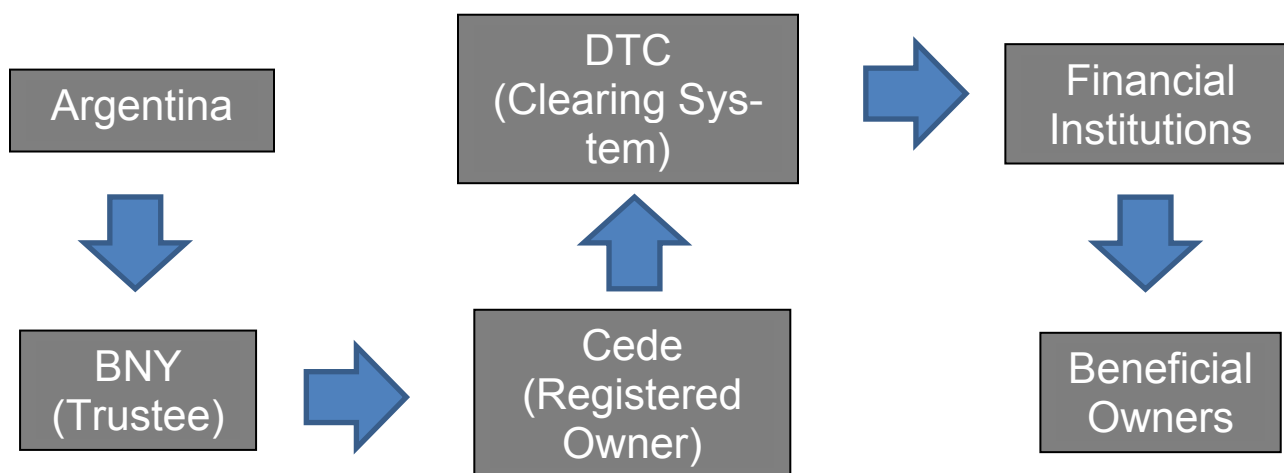 Argentina
BNY
(Trustee)
Cede
(Registered
Owner)
DTC
(Clearing Sys-
tem)
Financial
Institutions
Beneficial
Owners